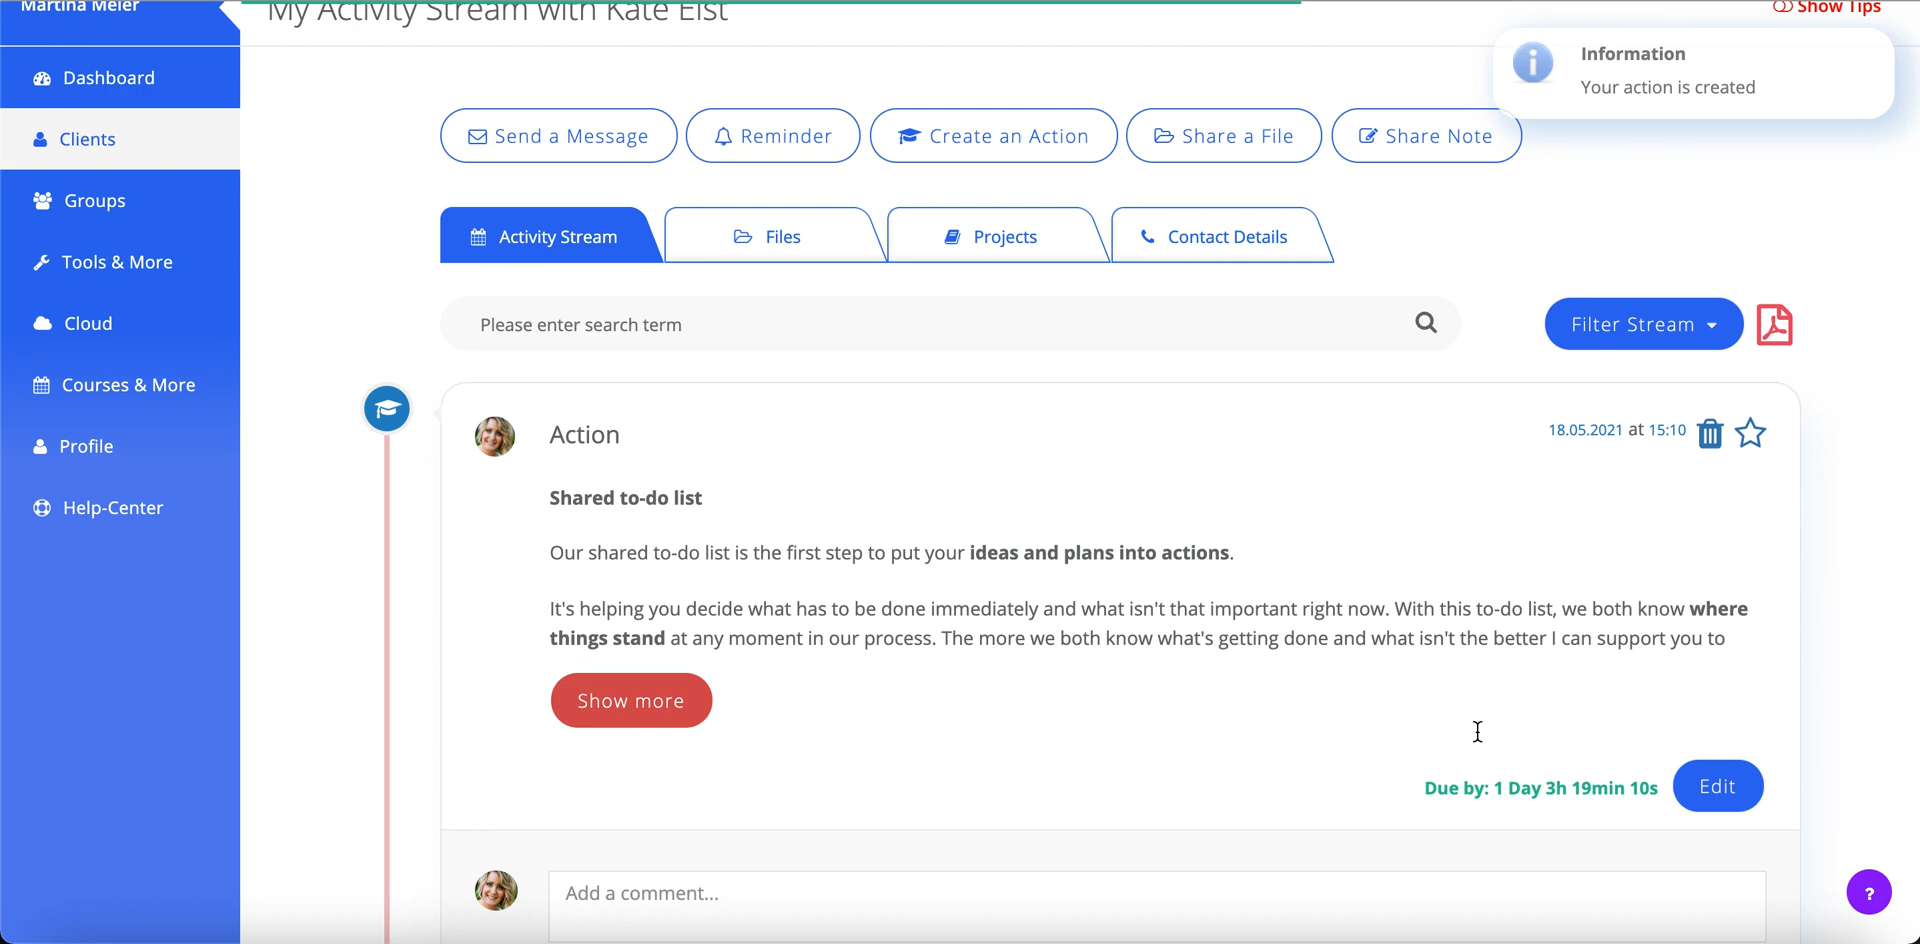 Martina Meier
My Activity Stream with Kate Elst
Show Tips
Information
Your action is created
Dashboard
Clients
Groups
Tools & More
Cloud
Courses & More
Profile
Help-Center
Send a Message
Reminder
Create an Action
Share a File
Share Note
Activity Stream
Files
Projects
Contact Details
Please enter search term
Filter Stream
Action
18.05.2021 at 15:10
Shared to-do list
Our shared to-do list is the first step to put your ideas and plans into actions.
It's helping you decide what has to be done immediately and what isn't that important right now. With this to-do list, we both know where
things stand at any moment in our process. The more we both know what's getting done and what isn't the better I can support you to
Show more
Due by: 1 Day 3h 19min 10s
Edit
Add a comment...
?